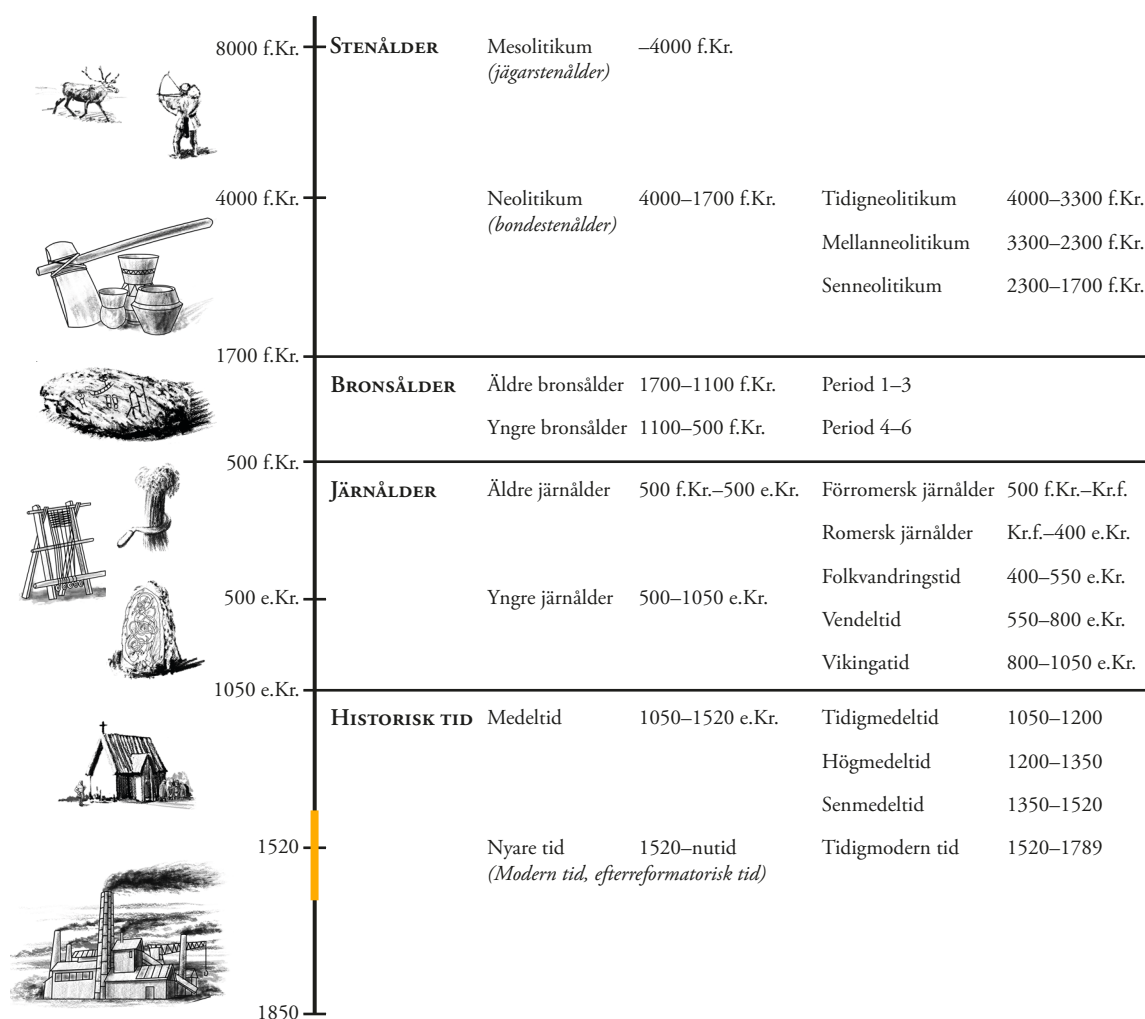 8000 f.Kr. STENÅLDER Mesolitikum –4000 f.Kr.
(jägarstenålder)
4000 f.Kr. Neolitikum 4000–1700 f.Kr. Tidigneolitikum 4000–3300 f.Kr.
(bondestenålder)
Mellanneolitikum 3300–2300 f.Kr.
Senneolitikum 2300–1700 f.Kr.
1700 f.Kr.
BRONSÅLDER Äldre bronsålder 1700–1100 f.Kr. Period 1–3
Yngre bronsålder 1100–500 f.Kr. Period 4–6
500 f.Kr.
JÄRNÅLDER Äldre järnålder 500 f.Kr.–500 e.Kr. Förromersk järnålder 500 f.Kr.–Kr.f.
Romersk järnålder Kr.f.–400 e.Kr.
Folkvandringstid 400–550 e.Kr.
500 e.Kr. Yngre järnålder 500–1050 e.Kr.
Vendeltid 550–800 e.Kr.
Vikingatid 800–1050 e.Kr.
1050 e.Kr.
HISTORISK TID Medeltid 1050–1520 e.Kr. Tidigmedeltid 1050–1200
Högmedeltid 1200–1350
Senmedeltid 1350–1520
1520 Nyare tid 1520–nutid Tidigmodern tid 1520–1789
(Modern tid, efterreformatorisk tid)
1850